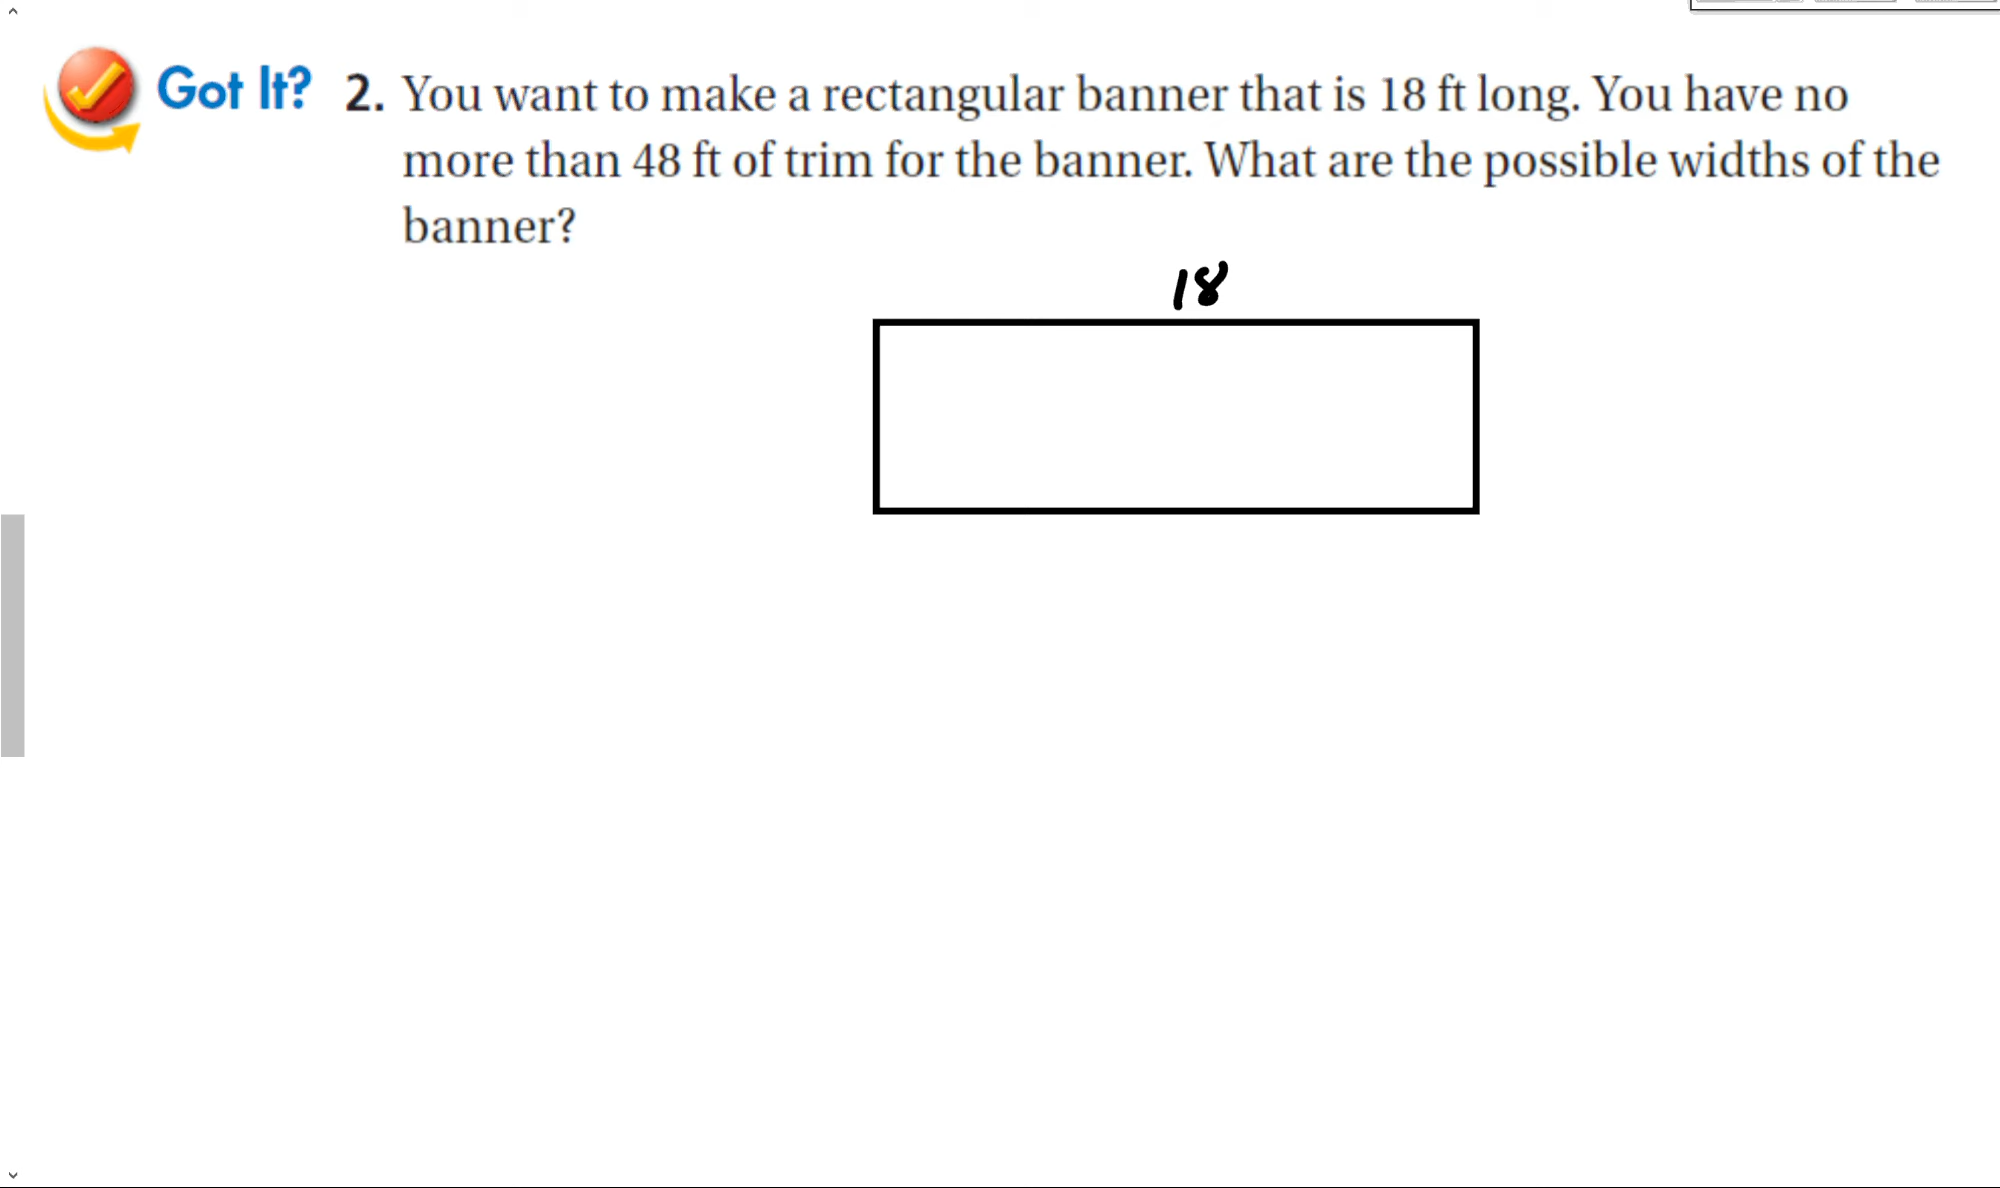 Got It? 2. You want to make a rectangular banner that is 18 ft long. You have no
more than 48 ft of trim for the banner. What are the possible widths of the
banner?
18